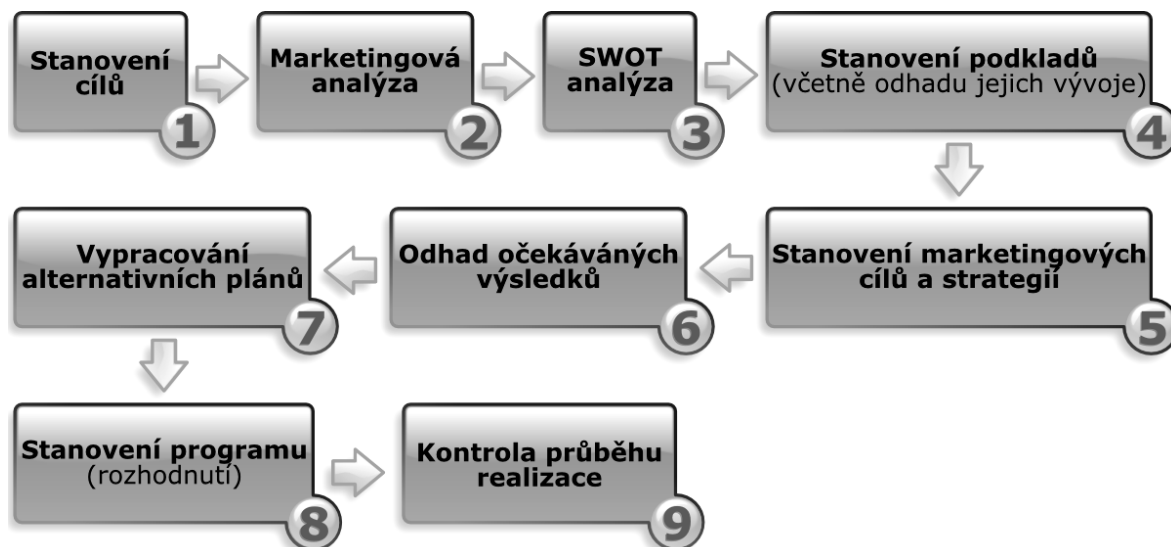 Stanovení
cílů
1
Marketingová
analýza
2
SWOT
analýza
3
Stanovení podkladů
(včetně odhadu jejich vývoje)
4
Stanovení marketingových
cílů a strategií
5
Odhad očekáváných
výsledků
6
Vypracování
alternativních plánů
7
Stanovení programu
(rozhodnutí)
8
Kontrola průběhu
realizace
9